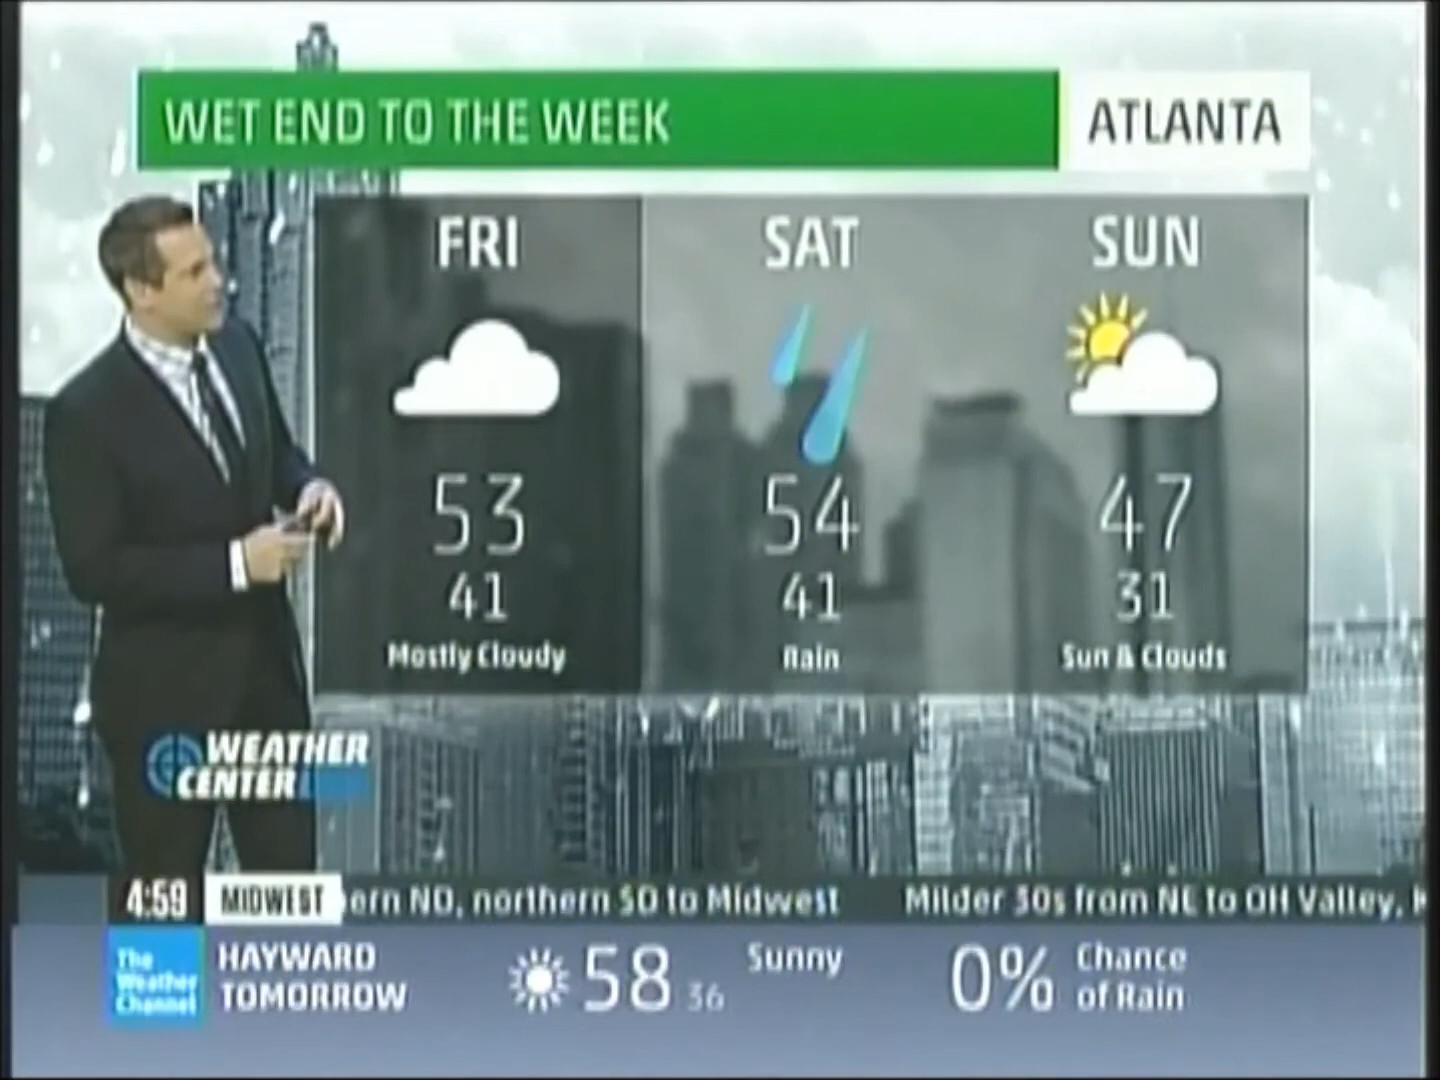 WET END TO THE WEEK
ATLANTA
FRI
SAT
SUN
53
54
47
41
41
31
Mostly Cloudy
Rain
Sun & Clouds
WEATHER
CENTER
4:59
MIDWEST
ern ND, northern SD to Midwest Milder 30s from NE to OH Valley,
The
Weather
Channel
HAYWARD
TOMORROW
58
36
Sunny
0%
Chance
of Rain